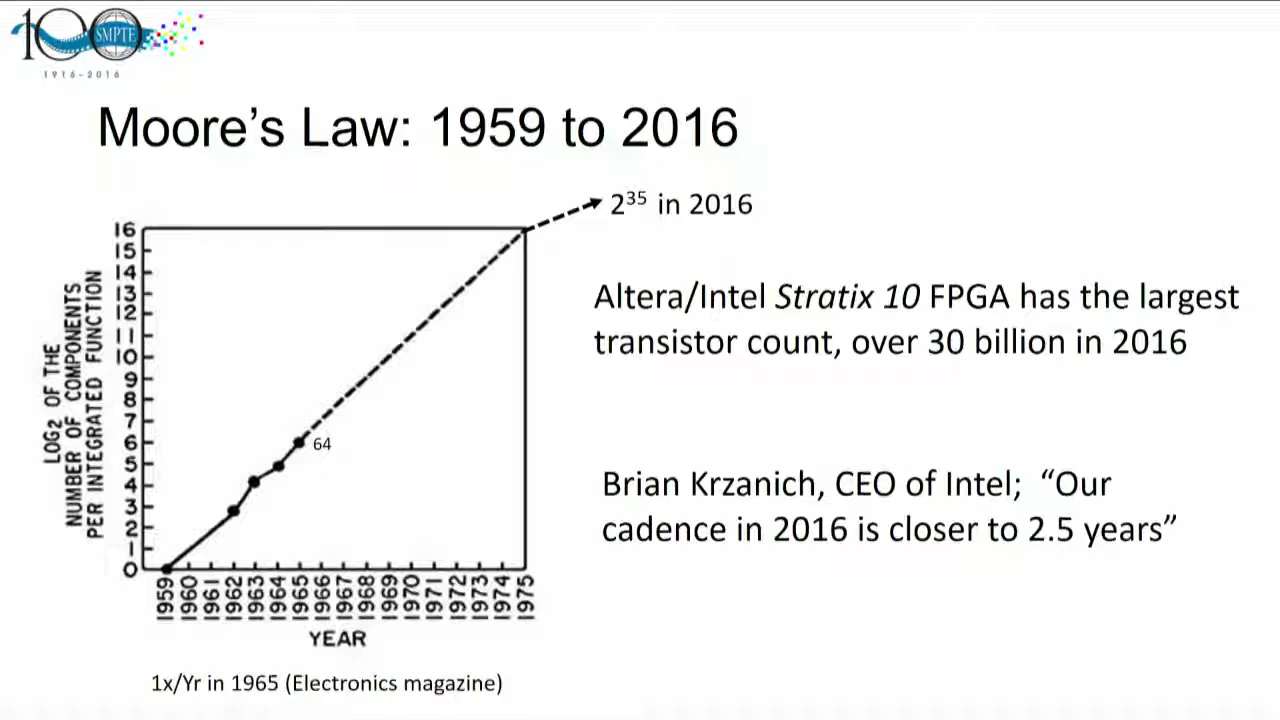 100 SMPTE
1916-2016
Moore's Law: 1959 to 2016
2³⁵ in 2016
16
15
14
13
12
11
10
9
8
7
6
5
4
3
2
1
0
LOG2 OF THE
NUMBER OF COMPONENTS
PER INTEGRATED FUNCTION
64
1959 1960 1961 1962 1963 1964 1965 1966 1967 1968 1969 1970 1971 1972 1973 1974 1975
YEAR
1x/Yr in 1965 (Electronics magazine)
Altera/Intel Stratix 10 FPGA has the largest
transistor count, over 30 billion in 2016
Brian Krzanich, CEO of Intel; “Our
cadence in 2016 is closer to 2.5 years”